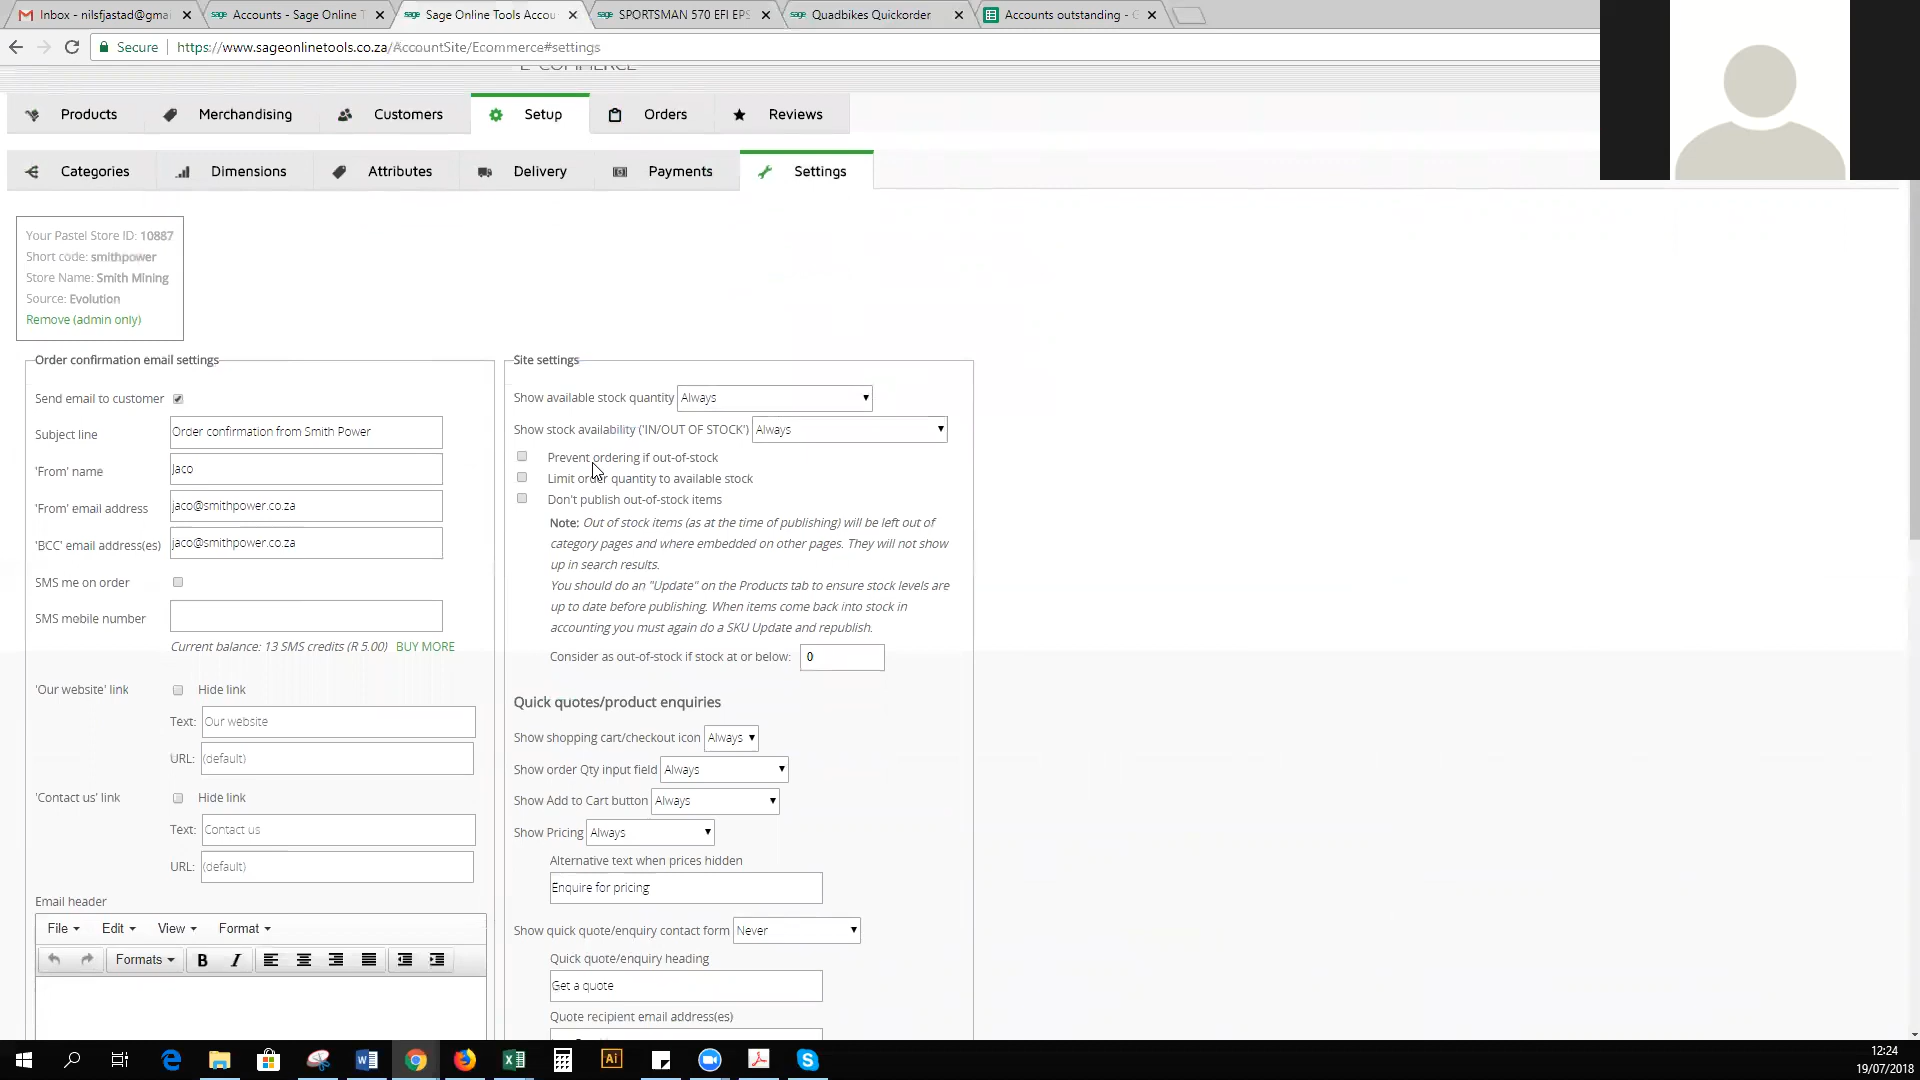 Inbox - nilsfjastad@gmai
Accounts - Sage Online T
Sage Online Tools Accou
SPORTSMAN 570 EFI EPS
Quadbikes Quickorder
Accounts outstanding - G
Secure
https://www.sageonlinetools.co.za/AccountSite/Ecommerce#settings
E-COMMERCE
Products
Merchandising
Customers
Setup
Orders
Reviews
Categories
Dimensions
Attributes
Delivery
Payments
Settings
Your Pastel Store ID: 10887
Short code: smithpower
Store Name: Smith Mining
Source: Evolution
Remove (admin only)
Order confirmation email settings
Send email to customer
Subject line
Order confirmation from Smith Power
'From' name
Jaco
'From' email address
jaco@smithpower.co.za
'BCC' email address(es)
jaco@smithpower.co.za
SMS me on order
SMS mobile number
Current balance: 13 SMS credits (R 5.00) BUY MORE
'Our website' link
Hide link
Text: Our website
URL: (default)
'Contact us' link
Hide link
Text: Contact us
URL: (default)
Email header
File
Edit
View
Format
Formats
B
I
Site settings
Show available stock quantity Always
Show stock availability ('IN/OUT OF STOCK') Always
Prevent ordering if out-of-stock
Limit order quantity to available stock
Don't publish out-of-stock items
Note: Out of stock items (as at the time of publishing) will be left out of
category pages and where embedded on other pages. They will not show
up in search results.
You should do an "Update" on the Products tab to ensure stock levels are
up to date before publishing. When items come back into stock in
accounting you must again do a SKU Update and republish.
Consider as out-of-stock if stock at or below: 0
Quick quotes/product enquiries
Show shopping cart/checkout icon Always
Show order Qty input field Always
Show Add to Cart button Always
Show Pricing Always
Alternative text when prices hidden
Enquire for pricing
Show quick quote/enquiry contact form Never
Quick quote/enquiry heading
Get a quote
Quote recipient email address(es)
Ai
12:24
19/07/2018